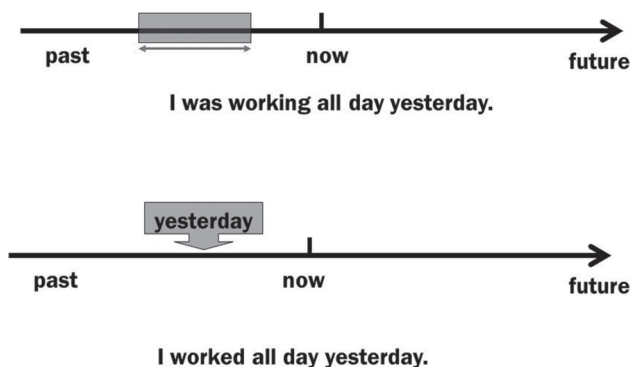 past now future
I was working all day yesterday.
yesterday
past now future
I worked all day yesterday.